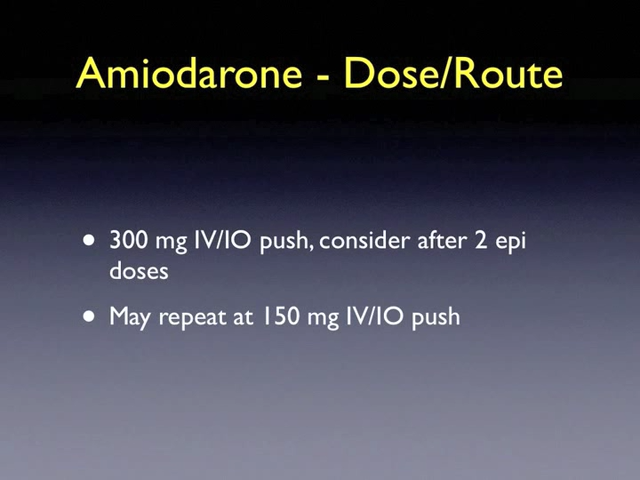 Amiodarone - Dose/Route
• 300 mg IV/IO push, consider after 2 epi
doses
• May repeat at 150 mg IV/IO push